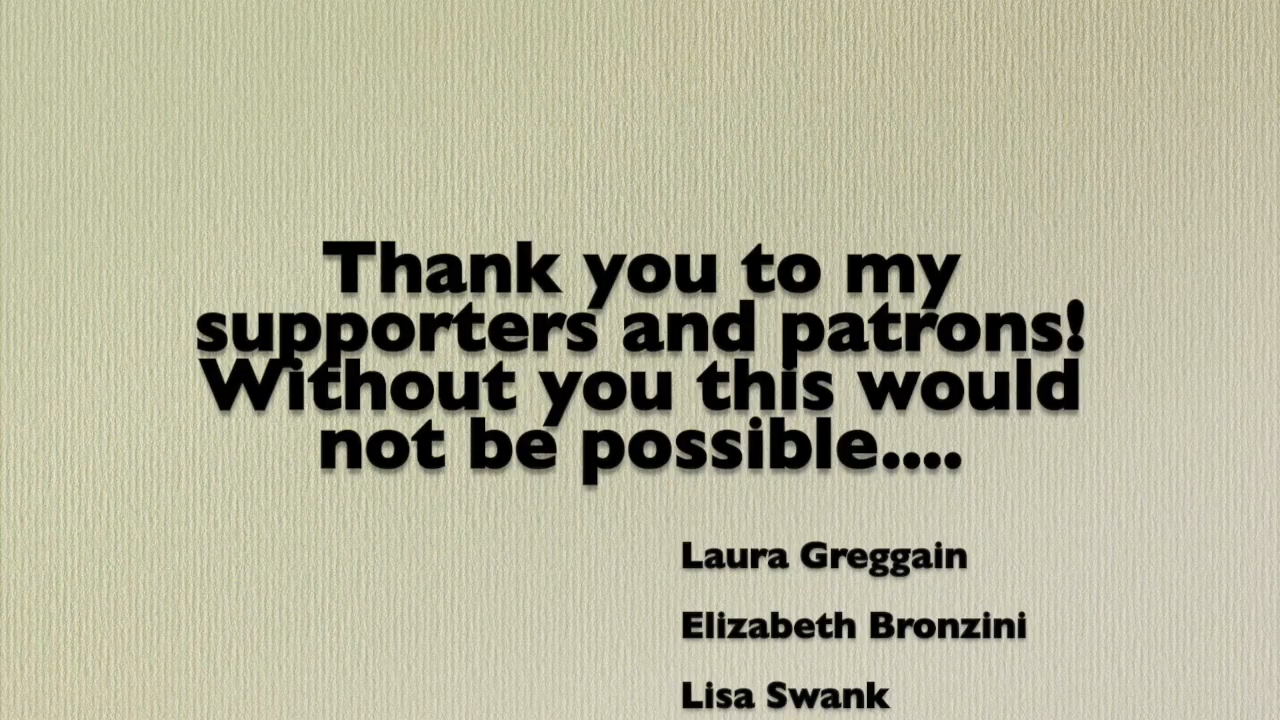 Thank you to my
supporters and patrons!
Without you this would
not be possible....
Laura Greggain
Elizabeth Bronzini
Lisa Swank